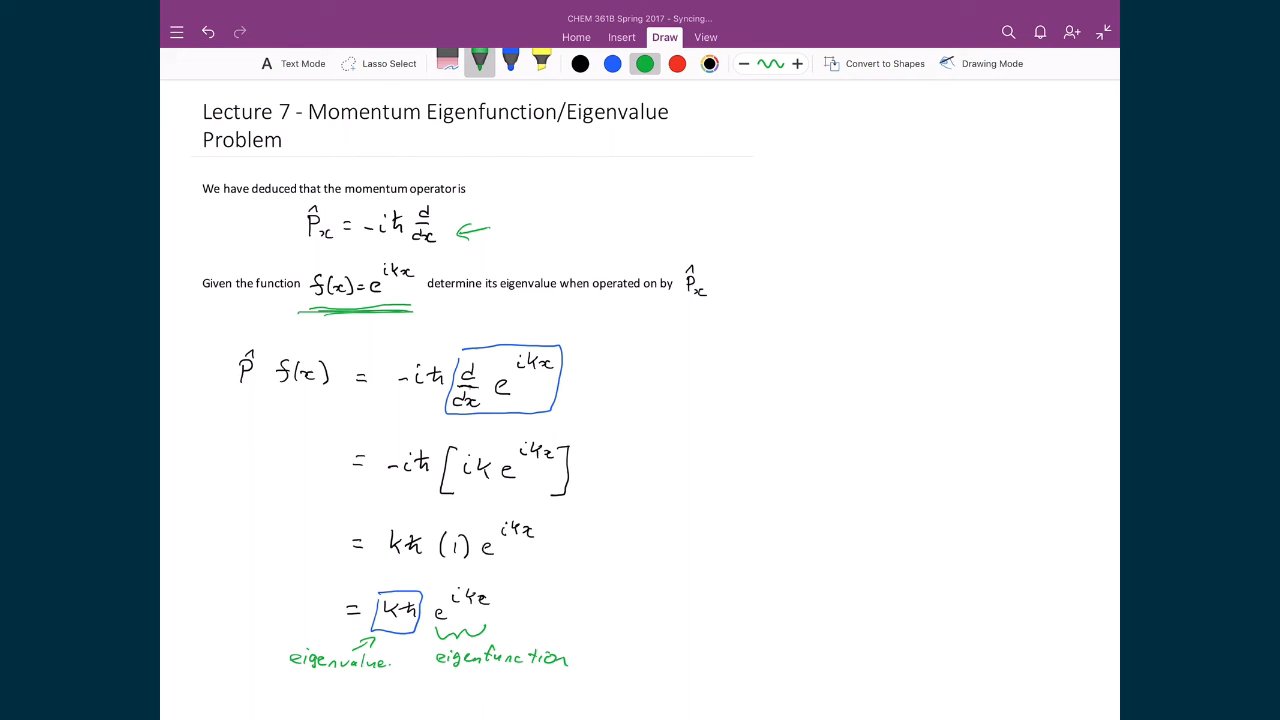 CHEM 361B Spring 2017 - Syncing...
Home Insert Draw View
A Text Mode Lasso Select Convert to Shapes Drawing Mode
Lecture 7 - Momentum Eigenfunction/Eigenvalue
Problem
We have deduced that the momentum operator is
P̂ₓ = -iħ d/dx
Given the function f(x) = e^{ikx} determine its eigenvalue when operated on by P̂ₓ
P̂ f(x) = -iħ d/dx e^{ikx}
= -iħ [ik e^{ikx}]
= kħ (1) e^{ikx}
= kħ e^{ikx}
eigenvalue. eigenfunction